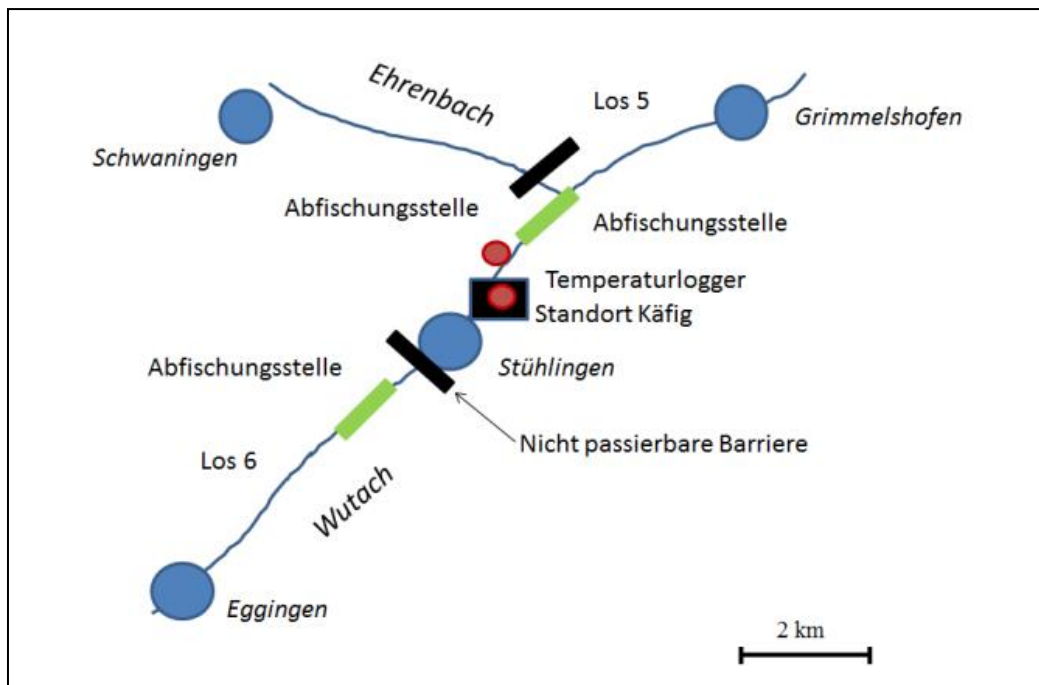 Ehrenbach
Los 5
Grimmelshofen
Schwaningen
Abfischungsstelle
Abfischungsstelle
Temperaturlogger
Standort Käfig
Abfischungsstelle
Stühlingen
Nicht passierbare Barriere
Los 6
Wutach
Eggingen
2 km